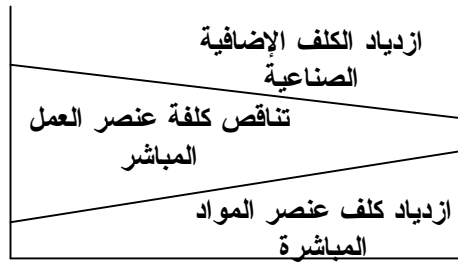 ازدياد الكلف الإضافية
الصناعية
تناقص كلفة عنصر العمل
المباشر
ازدياد كلف عنصر المواد
المباشرة